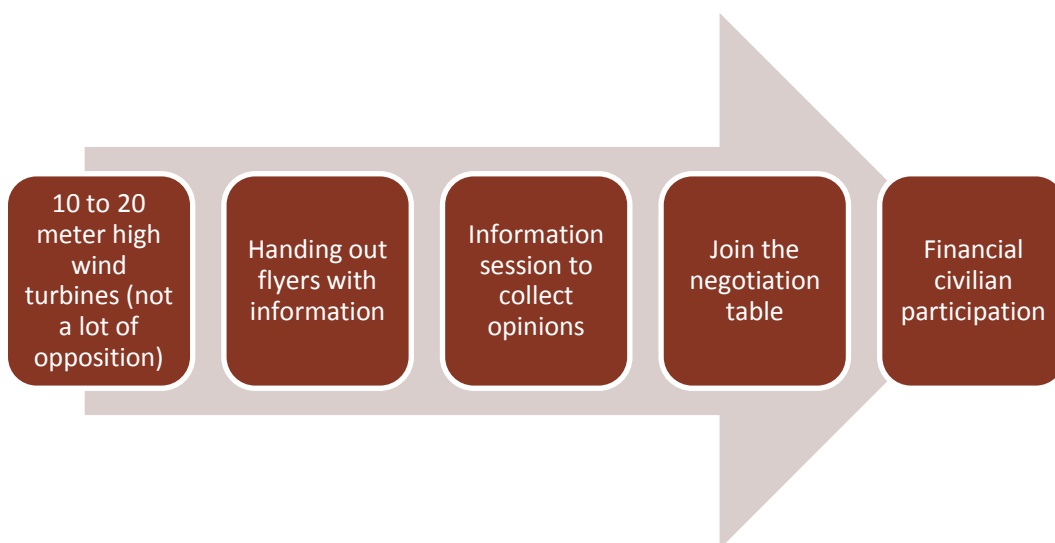 10 to 20
meter high
wind
turbines (not
a lot of
opposition)
Handing out
flyers with
information
Information
session to
collect
opinions
Join the
negotiation
table
Financial
civilian
participation